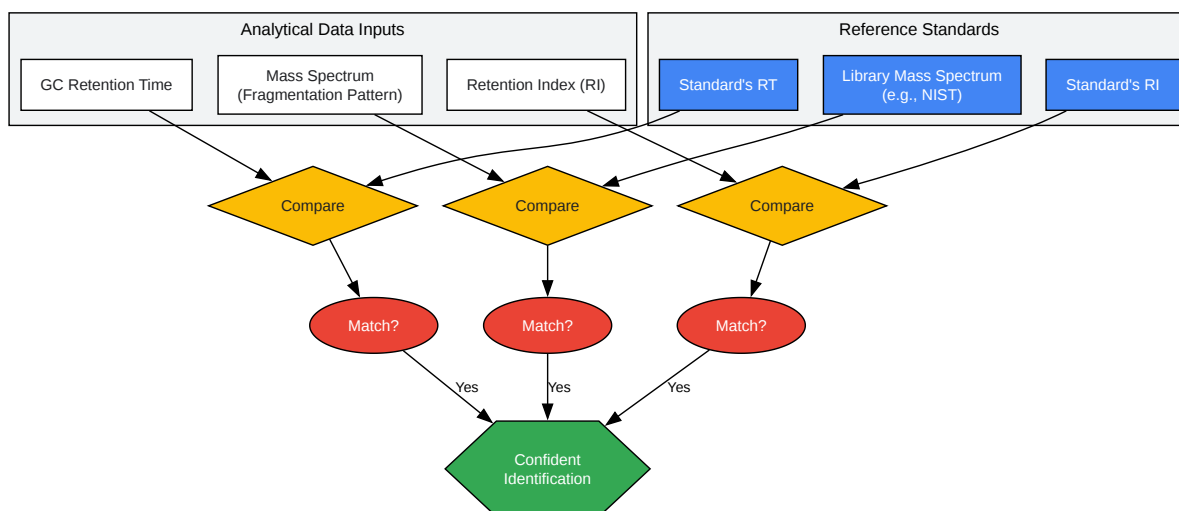 Analytical Data Inputs
Reference Standards
GC Retention Time
Mass Spectrum
(Fragmentation Pattern)
Retention Index (RI)
Standard's RT
Library Mass Spectrum
(e.g., NIST)
Standard's RI
Compare
Compare
Compare
Match?
Match?
Match?
Yes
Yes
Yes
Confident
Identification